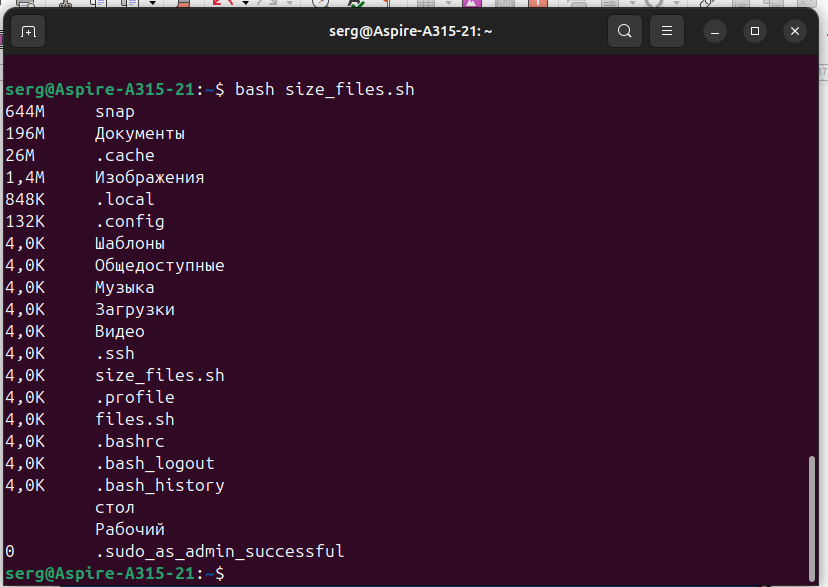 serg@Aspire-A315-21: ~
serg@Aspire-A315-21:~$ bash size_files.sh
644M snap
196M Документы
26M .cache
1,4M Изображения
848K .local
132K .config
4,0K Шаблоны
4,0K Общедоступные
4,0K Музыка
4,0K Загрузки
4,0K Видео
4,0K .ssh
4,0K size_files.sh
4,0K .profile
4,0K files.sh
4,0K .bashrc
4,0K .bash_logout
4,0K .bash_history
стол
Рабочий
0 .sudo_as_admin_successful
serg@Aspire-A315-21:~$